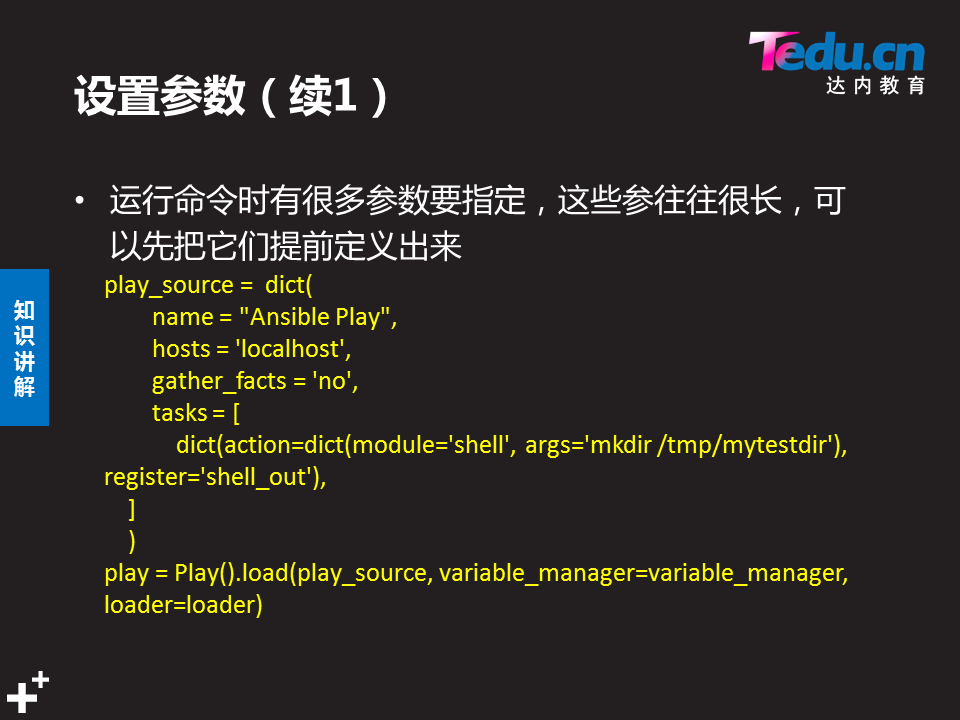 Tedu.cn
达内教育
设置参数（续1）
• 运行命令时有很多参数要指定，这些参往往很长，可
以先把它们提前定义出来
play_source =  dict(
        name = "Ansible Play",
        hosts = 'localhost',
        gather_facts = 'no',
        tasks = [
            dict(action=dict(module='shell', args='mkdir /tmp/mytestdir'),
register='shell_out'),
    ]
    )
play = Play().load(play_source, variable_manager=variable_manager,
loader=loader)
知
识
讲
解